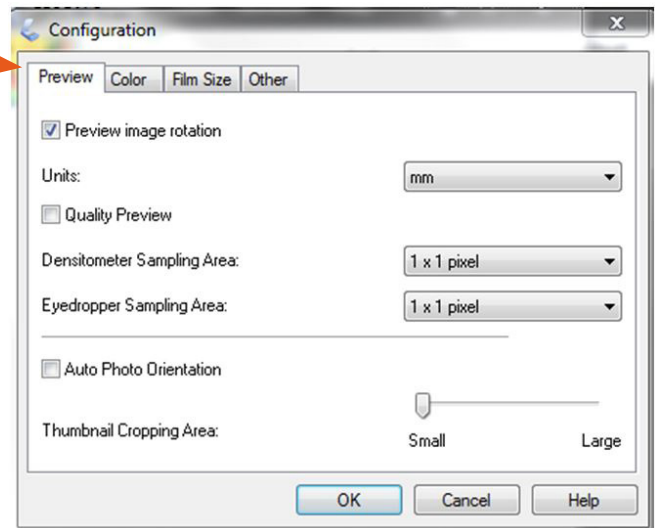 Configuration
x
Preview Color Film Size Other
Preview image rotation
Units: mm
Quality Preview
Densitometer Sampling Area: 1 x 1 pixel
Eyedropper Sampling Area: 1 x 1 pixel
Auto Photo Orientation
Thumbnail Cropping Area: Small Large
OK Cancel Help